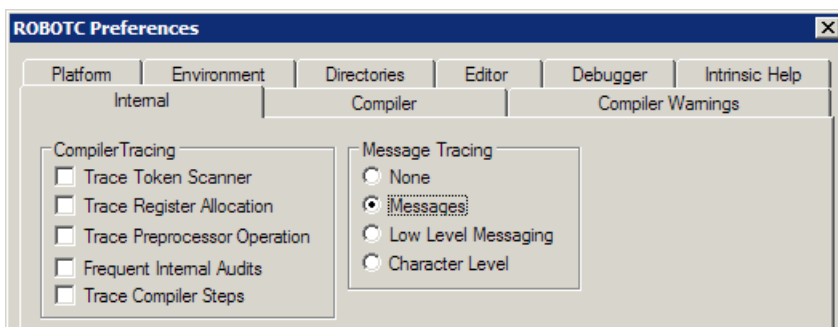 ROBOTC Preferences
Platform Environment Directories Editor Debugger Intrinsic Help
Internal Compiler Compiler Warnings
CompilerTracing
Trace Token Scanner
Trace Register Allocation
Trace Preprocessor Operation
Frequent Internal Audits
Trace Compiler Steps
Message Tracing
None
Messages
Low Level Messaging
Character Level